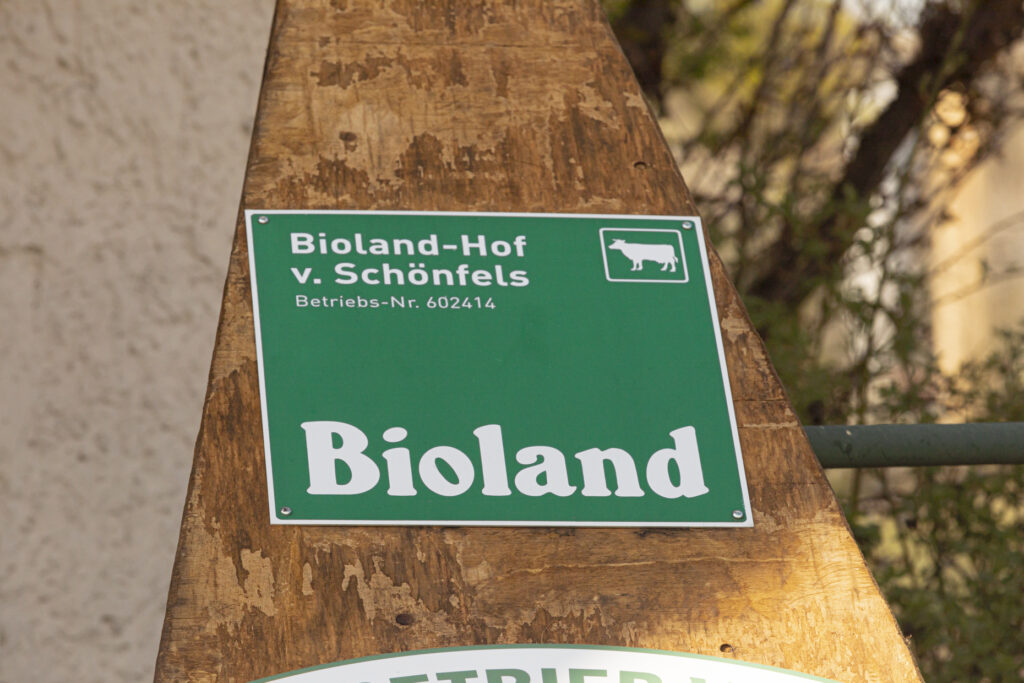 Bioland-Hof
v. Schönfels
Betriebs-Nr. 602414
Bioland